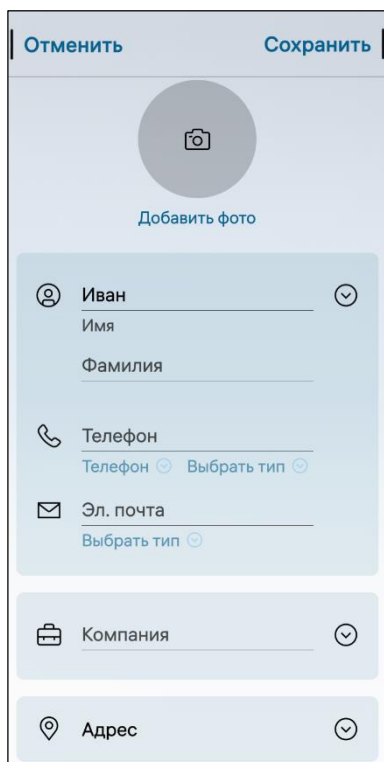 Отменить Сохранить
Добавить фото
Иван
Имя
Фамилия
Телефон
Телефон Выбрать тип
Эл. почта
Выбрать тип
Компания
Адрес